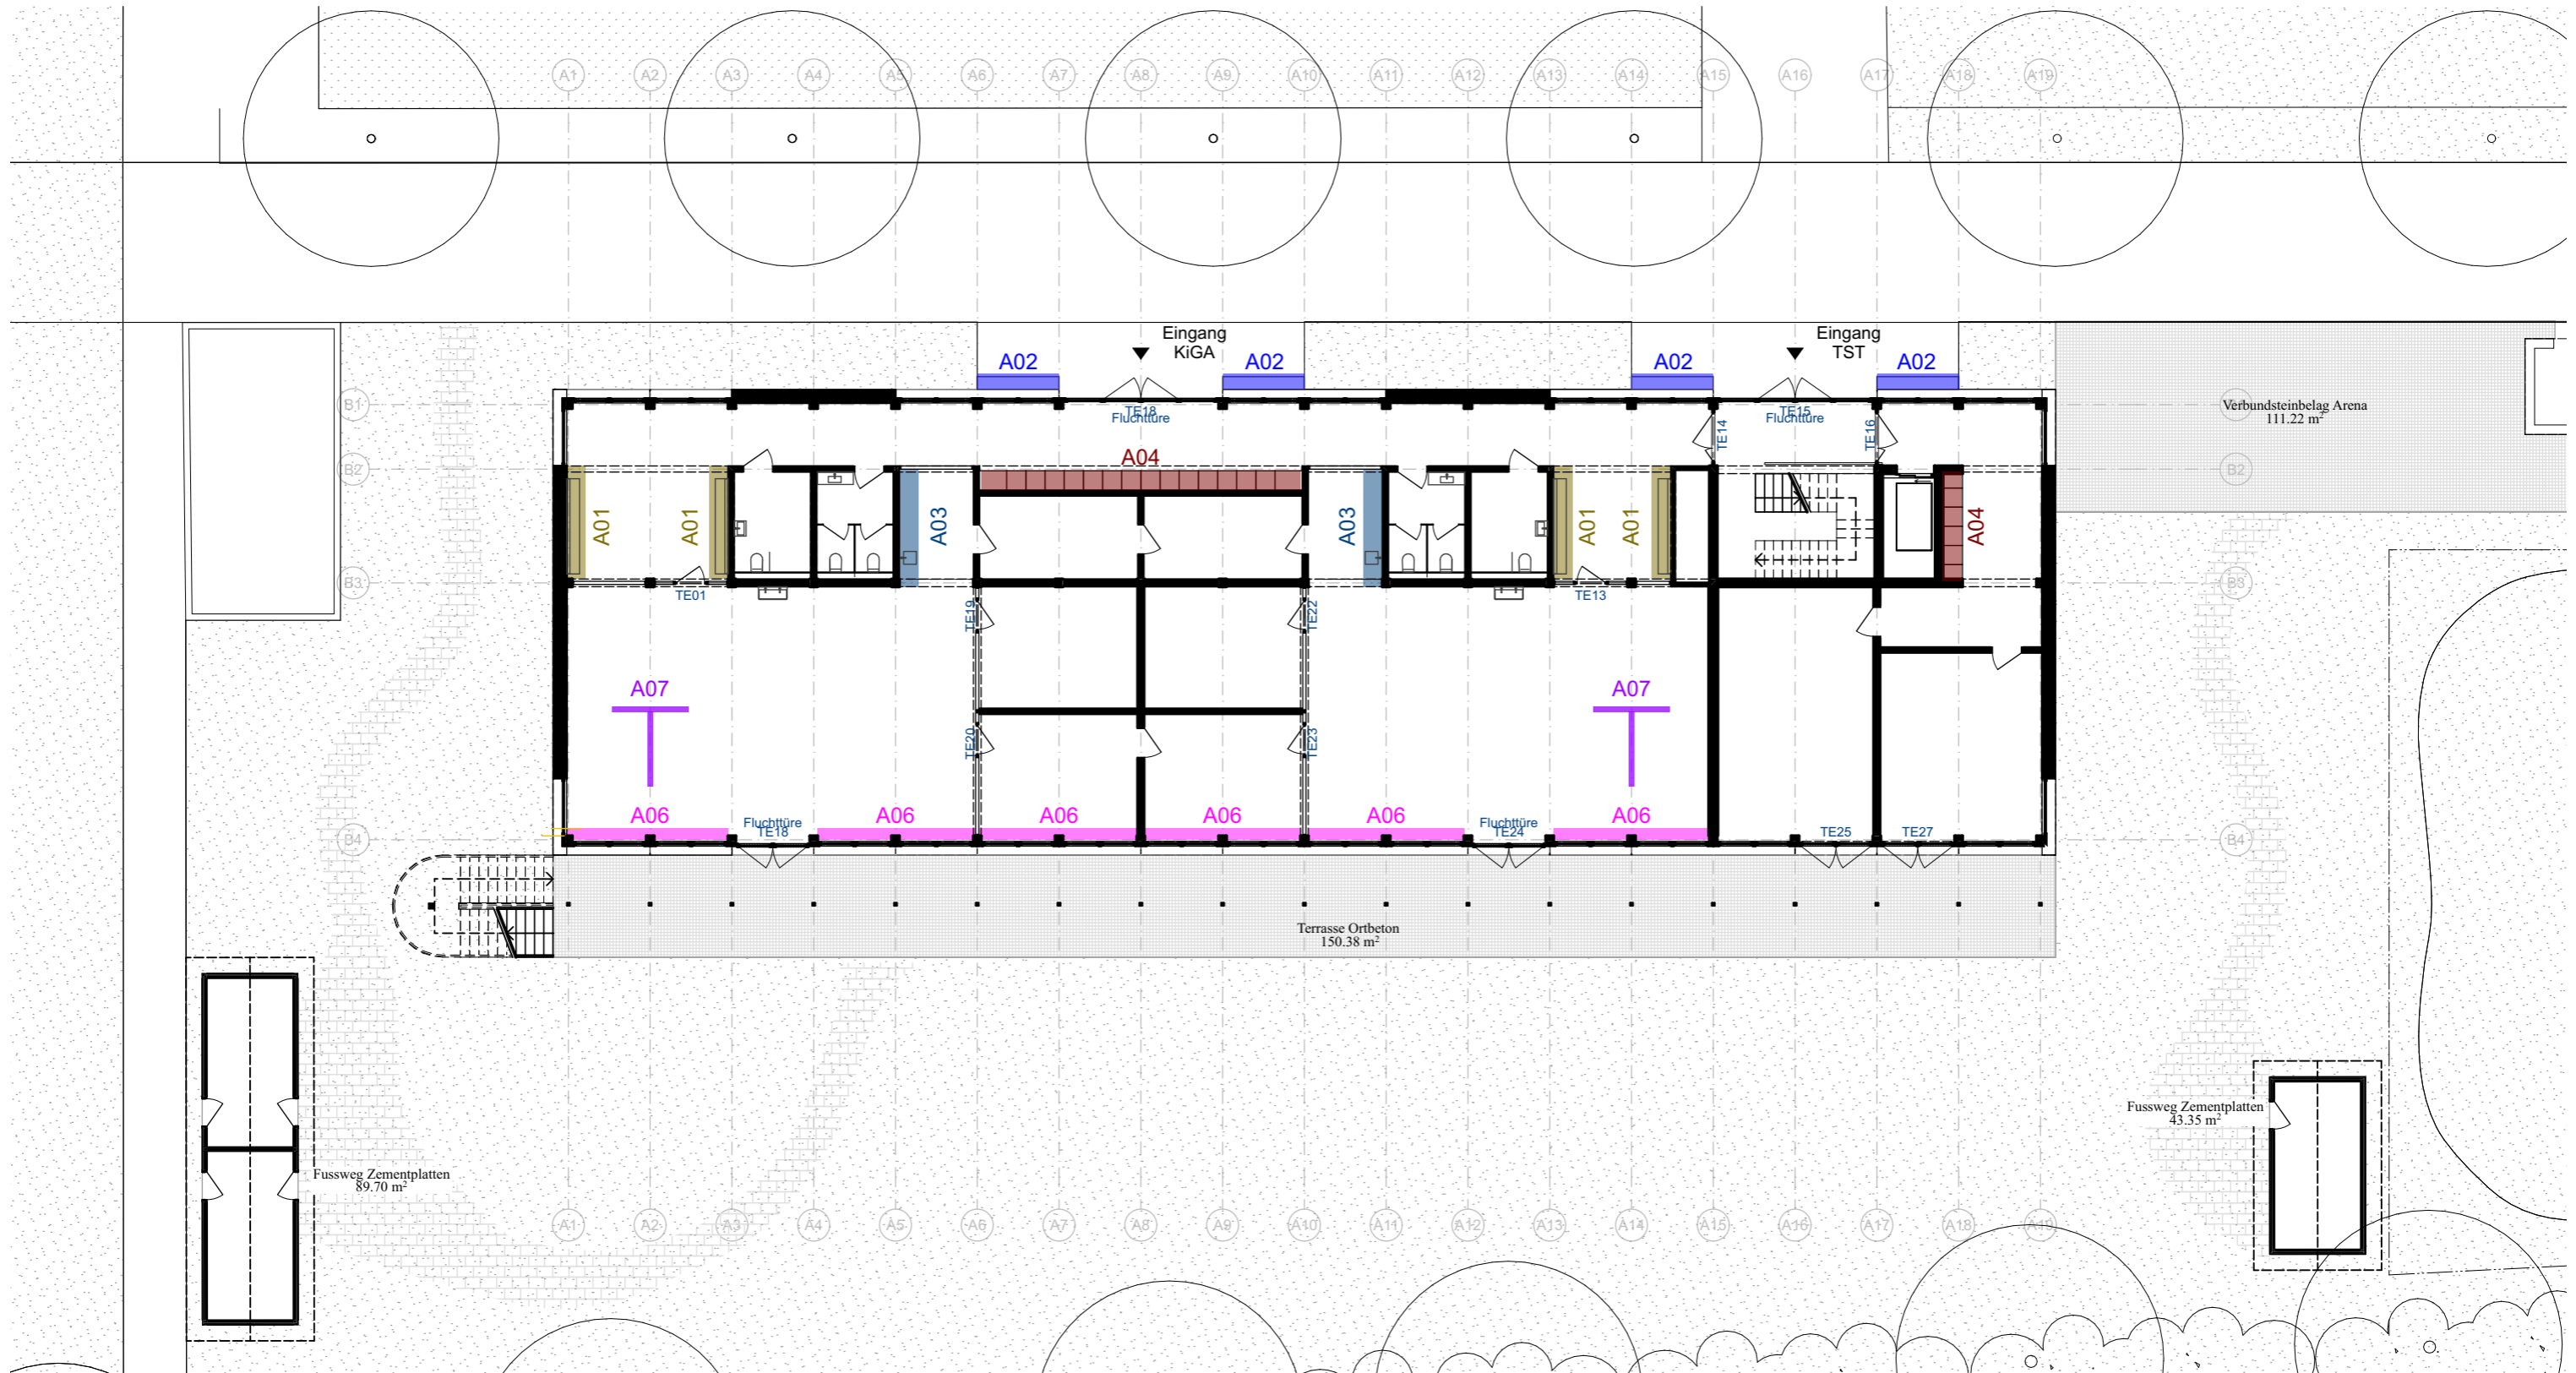 A1 A2 A3 A4 A5 A6 A7 A8 A9 A10 A11 A12 A13 A14 A15 A16 A17 A18 A19
Eingang
KiGA
Eingang
TST
A02 A02 A02 A02
B1
TE18
Fluchttüre
TE15
Fluchttüre
Verbundsteinbelag Arena
111.22 m²
TE14
TE16
A04
B2
B2
A01
A01
A03
A03
A01
A01
A04
B3
B3
TE01
TE13
TE19
TE22
A07
A07
TE20
TE23
A06 A06 A06 A06 A06 A06
Fluchttüre
TE18
Fluchttüre
TE24
TE25
TE27
B4
B4
Terrasse Ortbeton
150.38 m²
Fussweg Zementplatten
43.35 m²
Fussweg Zementplatten
89.70 m²
A1 A2 A3 A4 A5 A6 A7 A8 A9 A10 A11 A12 A13 A14 A15 A16 A17 A18 A19